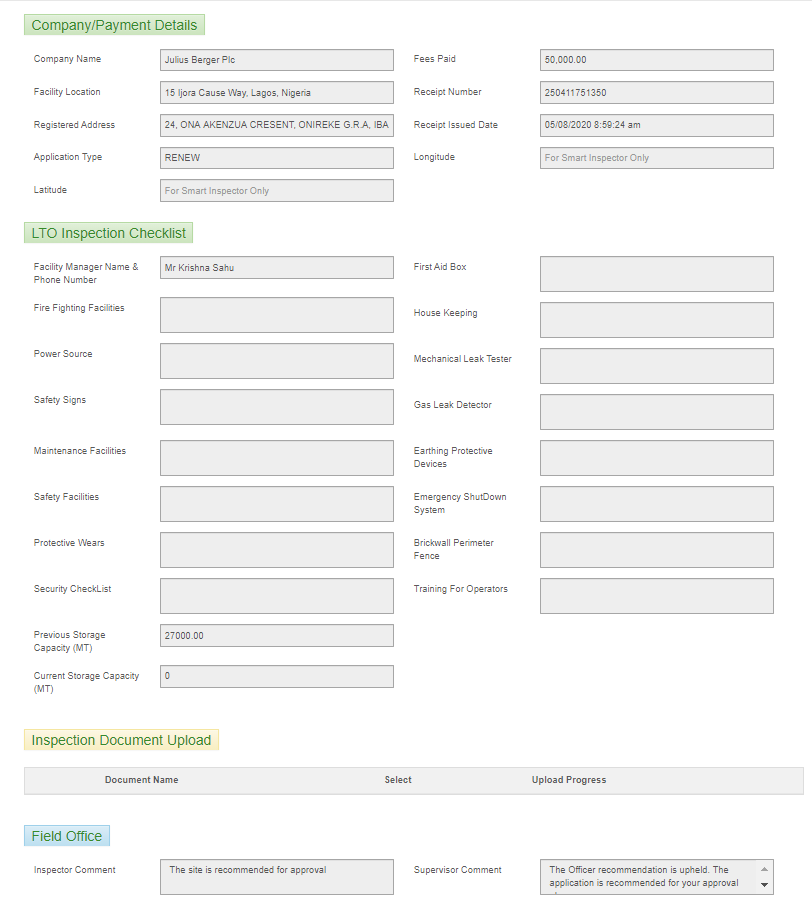 Company/Payment Details
Company Name
Julius Berger Plc
Fees Paid
50,000.00
Facility Location
15 Ijora Cause Way, Lagos, Nigeria
Receipt Number
250411751350
Registered Address
24, ONA AKENZUA CRESENT, ONIREKE G.R.A, IBA
Receipt Issued Date
05/08/2020 8:59:24 am
Application Type
RENEW
Longitude
For Smart Inspector Only
Latitude
For Smart Inspector Only
LTO Inspection Checklist
Facility Manager Name &
Phone Number
Mr Krishna Sahu
First Aid Box
Fire Fighting Facilities
House Keeping
Power Source
Mechanical Leak Tester
Safety Signs
Gas Leak Detector
Maintenance Facilities
Earthing Protective
Devices
Safety Facilities
Emergency ShutDown
System
Protective Wears
Brickwall Perimeter
Fence
Security CheckList
Training For Operators
Previous Storage
Capacity (MT)
27000.00
Current Storage Capacity
(MT)
0
Inspection Document Upload
Document Name
Select
Upload Progress
Field Office
Inspector Comment
The site is recommended for approval
Supervisor Comment
The Officer recommendation is upheld. The
application is recommended for your approval